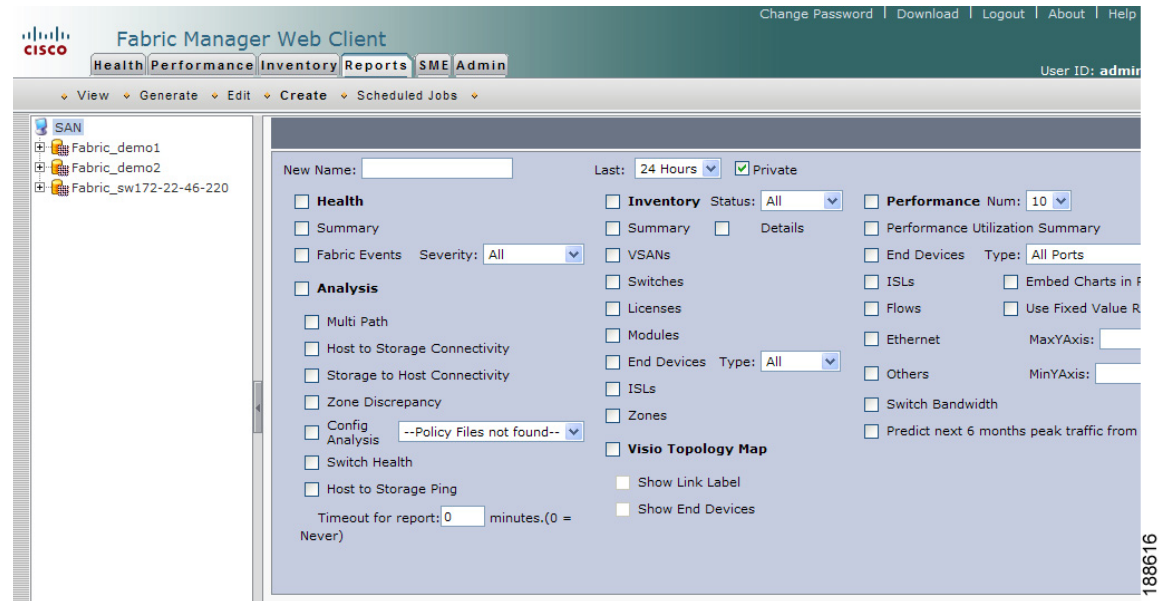 Change Password | Download | Logout | About | Help
CISCO
Fabric Manager Web Client
Health Performance Inventory Reports SME Admin
User ID: admin
View Generate Edit Create Scheduled Jobs
SAN
Fabric_demo1
Fabric_demo2
Fabric_sw172-22-46-220
New Name:
Last: 24 Hours Private
Health
Summary
Fabric Events Severity: All
Analysis
Multi Path
Host to Storage Connectivity
Storage to Host Connectivity
Zone Discrepancy
Config Analysis --Policy Files not found--
Switch Health
Host to Storage Ping
Timeout for report: 0 minutes.(0 =
Never)
Inventory Status: All
Summary Details
VSANs
Switches
Licenses
Modules
End Devices Type: All
ISLs
Zones
Visio Topology Map
Show Link Label
Show End Devices
Performance Num: 10
Performance Utilization Summary
End Devices Type: All Ports
ISLs Embed Charts in
Flows Use Fixed Value
Ethernet MaxYAxis:
Others MinYAxis:
Switch Bandwidth
Predict next 6 months peak traffic from
188616